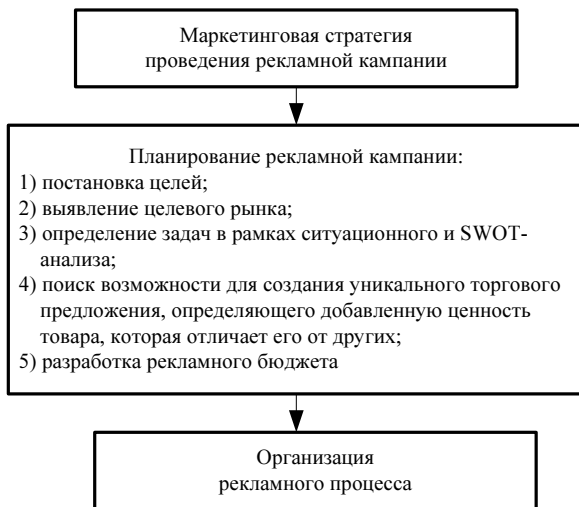 Маркетинговая стратегия
проведения рекламной кампании
Планирование рекламной кампании:
1) постановка целей;
2) выявление целевого рынка;
3) определение задач в рамках ситуационного и SWOT-
анализа;
4) поиск возможности для создания уникального торгового
предложения, определяющего добавленную ценность
товара, которая отличает его от других;
5) разработка рекламного бюджета
Организация
рекламного процесса